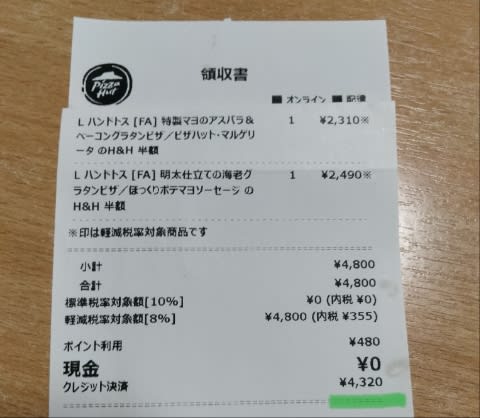 Pizza Hut
領収書
■ オンライン ■ 配達
L ハンドトス [FA] 特製マヨのアスパラ& 1 ¥2,310※
ベーコングラタンピザ/ピザハット・マルゲリ
ータ のH&H 半額
L ハンドトス [FA] 明太仕立ての海老グ 1 ¥2,490※
ラタンピザ/ほっくりポテマヨソーセージ の
H&H 半額
※印は軽減税率対象商品です
小計 ¥4,800
合計 ¥4,800
標準税率対象額[10%] ¥0 (内税 ¥0)
軽減税率対象額[8%] ¥4,800 (内税 ¥355)
ポイント利用 ¥480
現金 ¥0
クレジット決済 ¥4,320